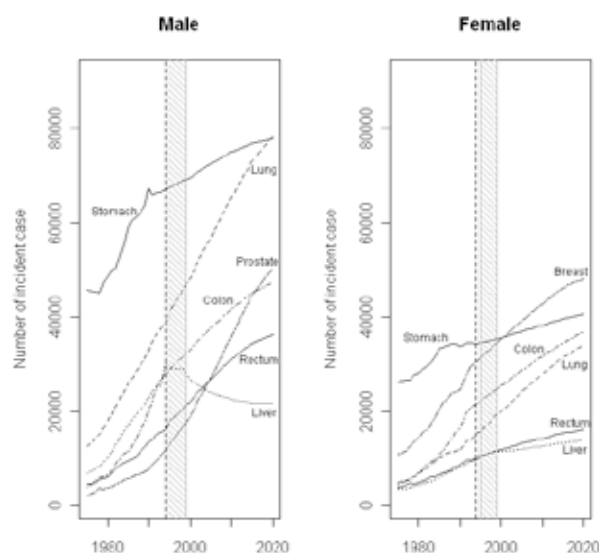 Male
Number of incident case
0
20000
40000
60000
80000
1980
2000
2020
Stomach
Lung
Prostate
Colon
Rectum
Liver
Female
Number of incident case
0
20000
40000
60000
80000
1980
2000
2020
Breast
Stomach
Colon
Lung
Rectum
Liver